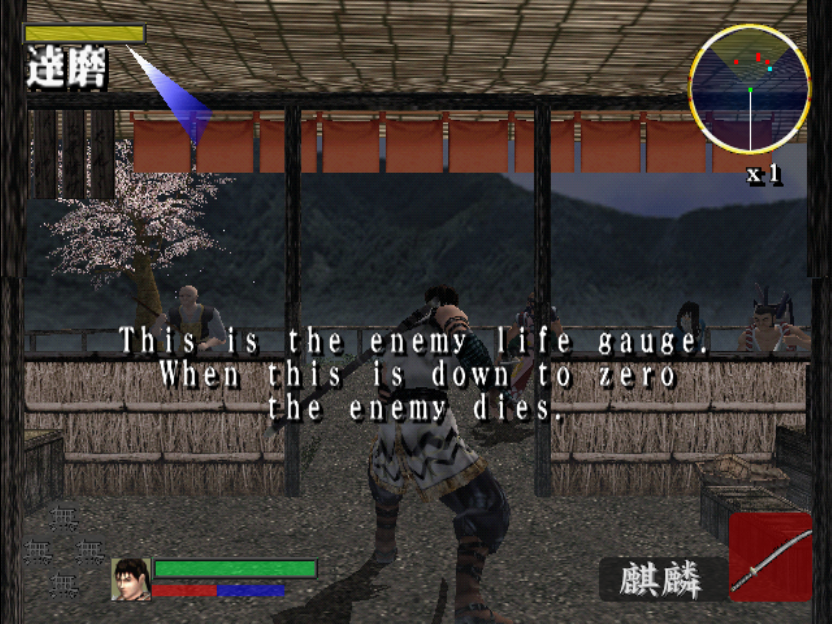 達磨
x 1
This is the enemy life gauge.
When this is down to zero
the enemy dies.
無
無 無
無
麒麟